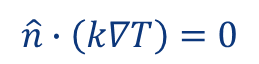 n̂ · (k∇T) = 0